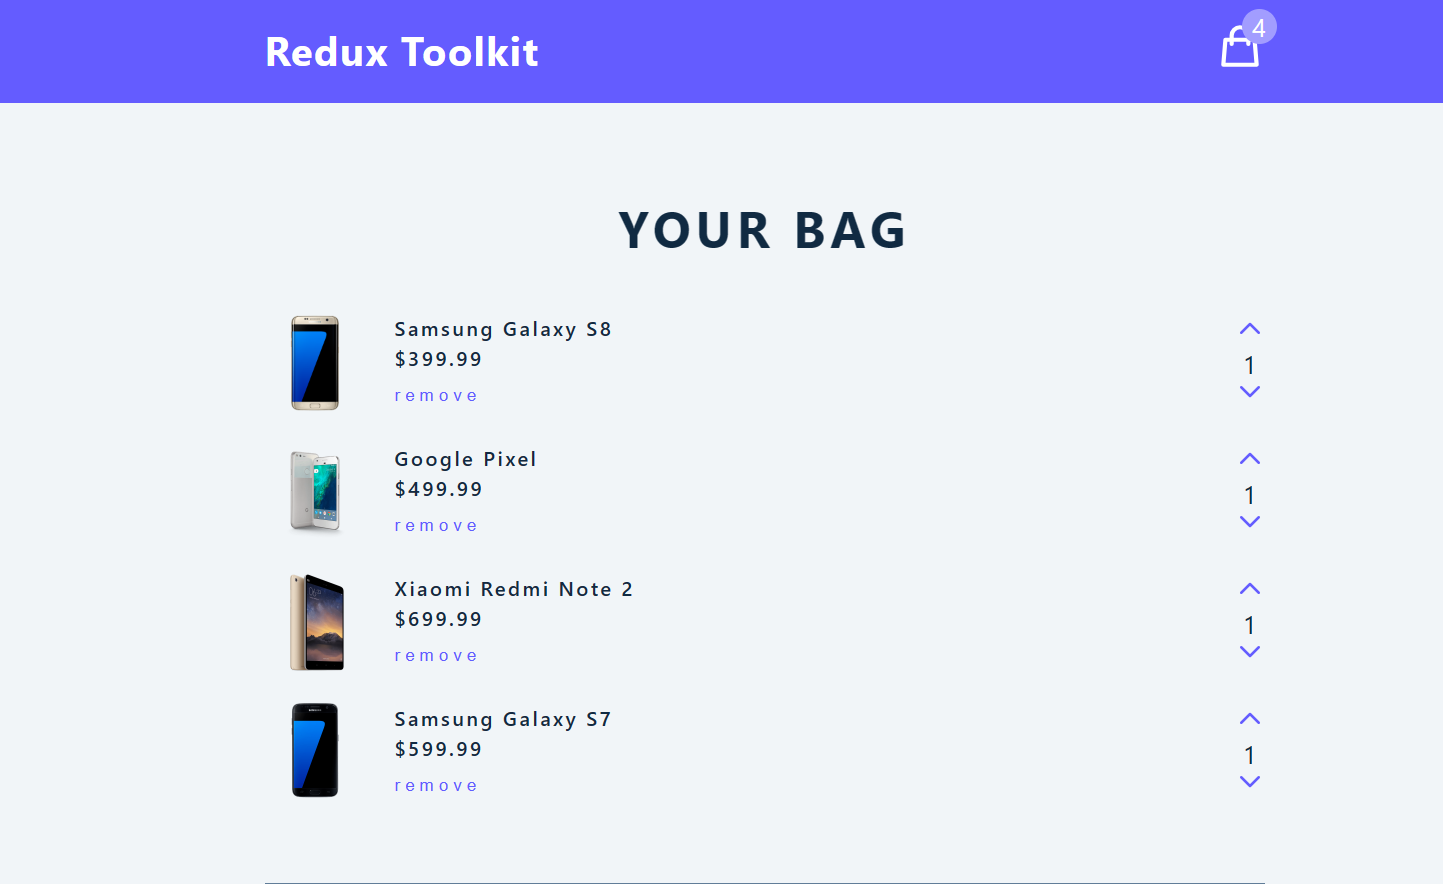 Redux Toolkit
4
YOUR BAG
Samsung Galaxy S8
$399.99
remove
1
Google Pixel
$499.99
remove
1
Xiaomi Redmi Note 2
$699.99
remove
1
Samsung Galaxy S7
$599.99
remove
1